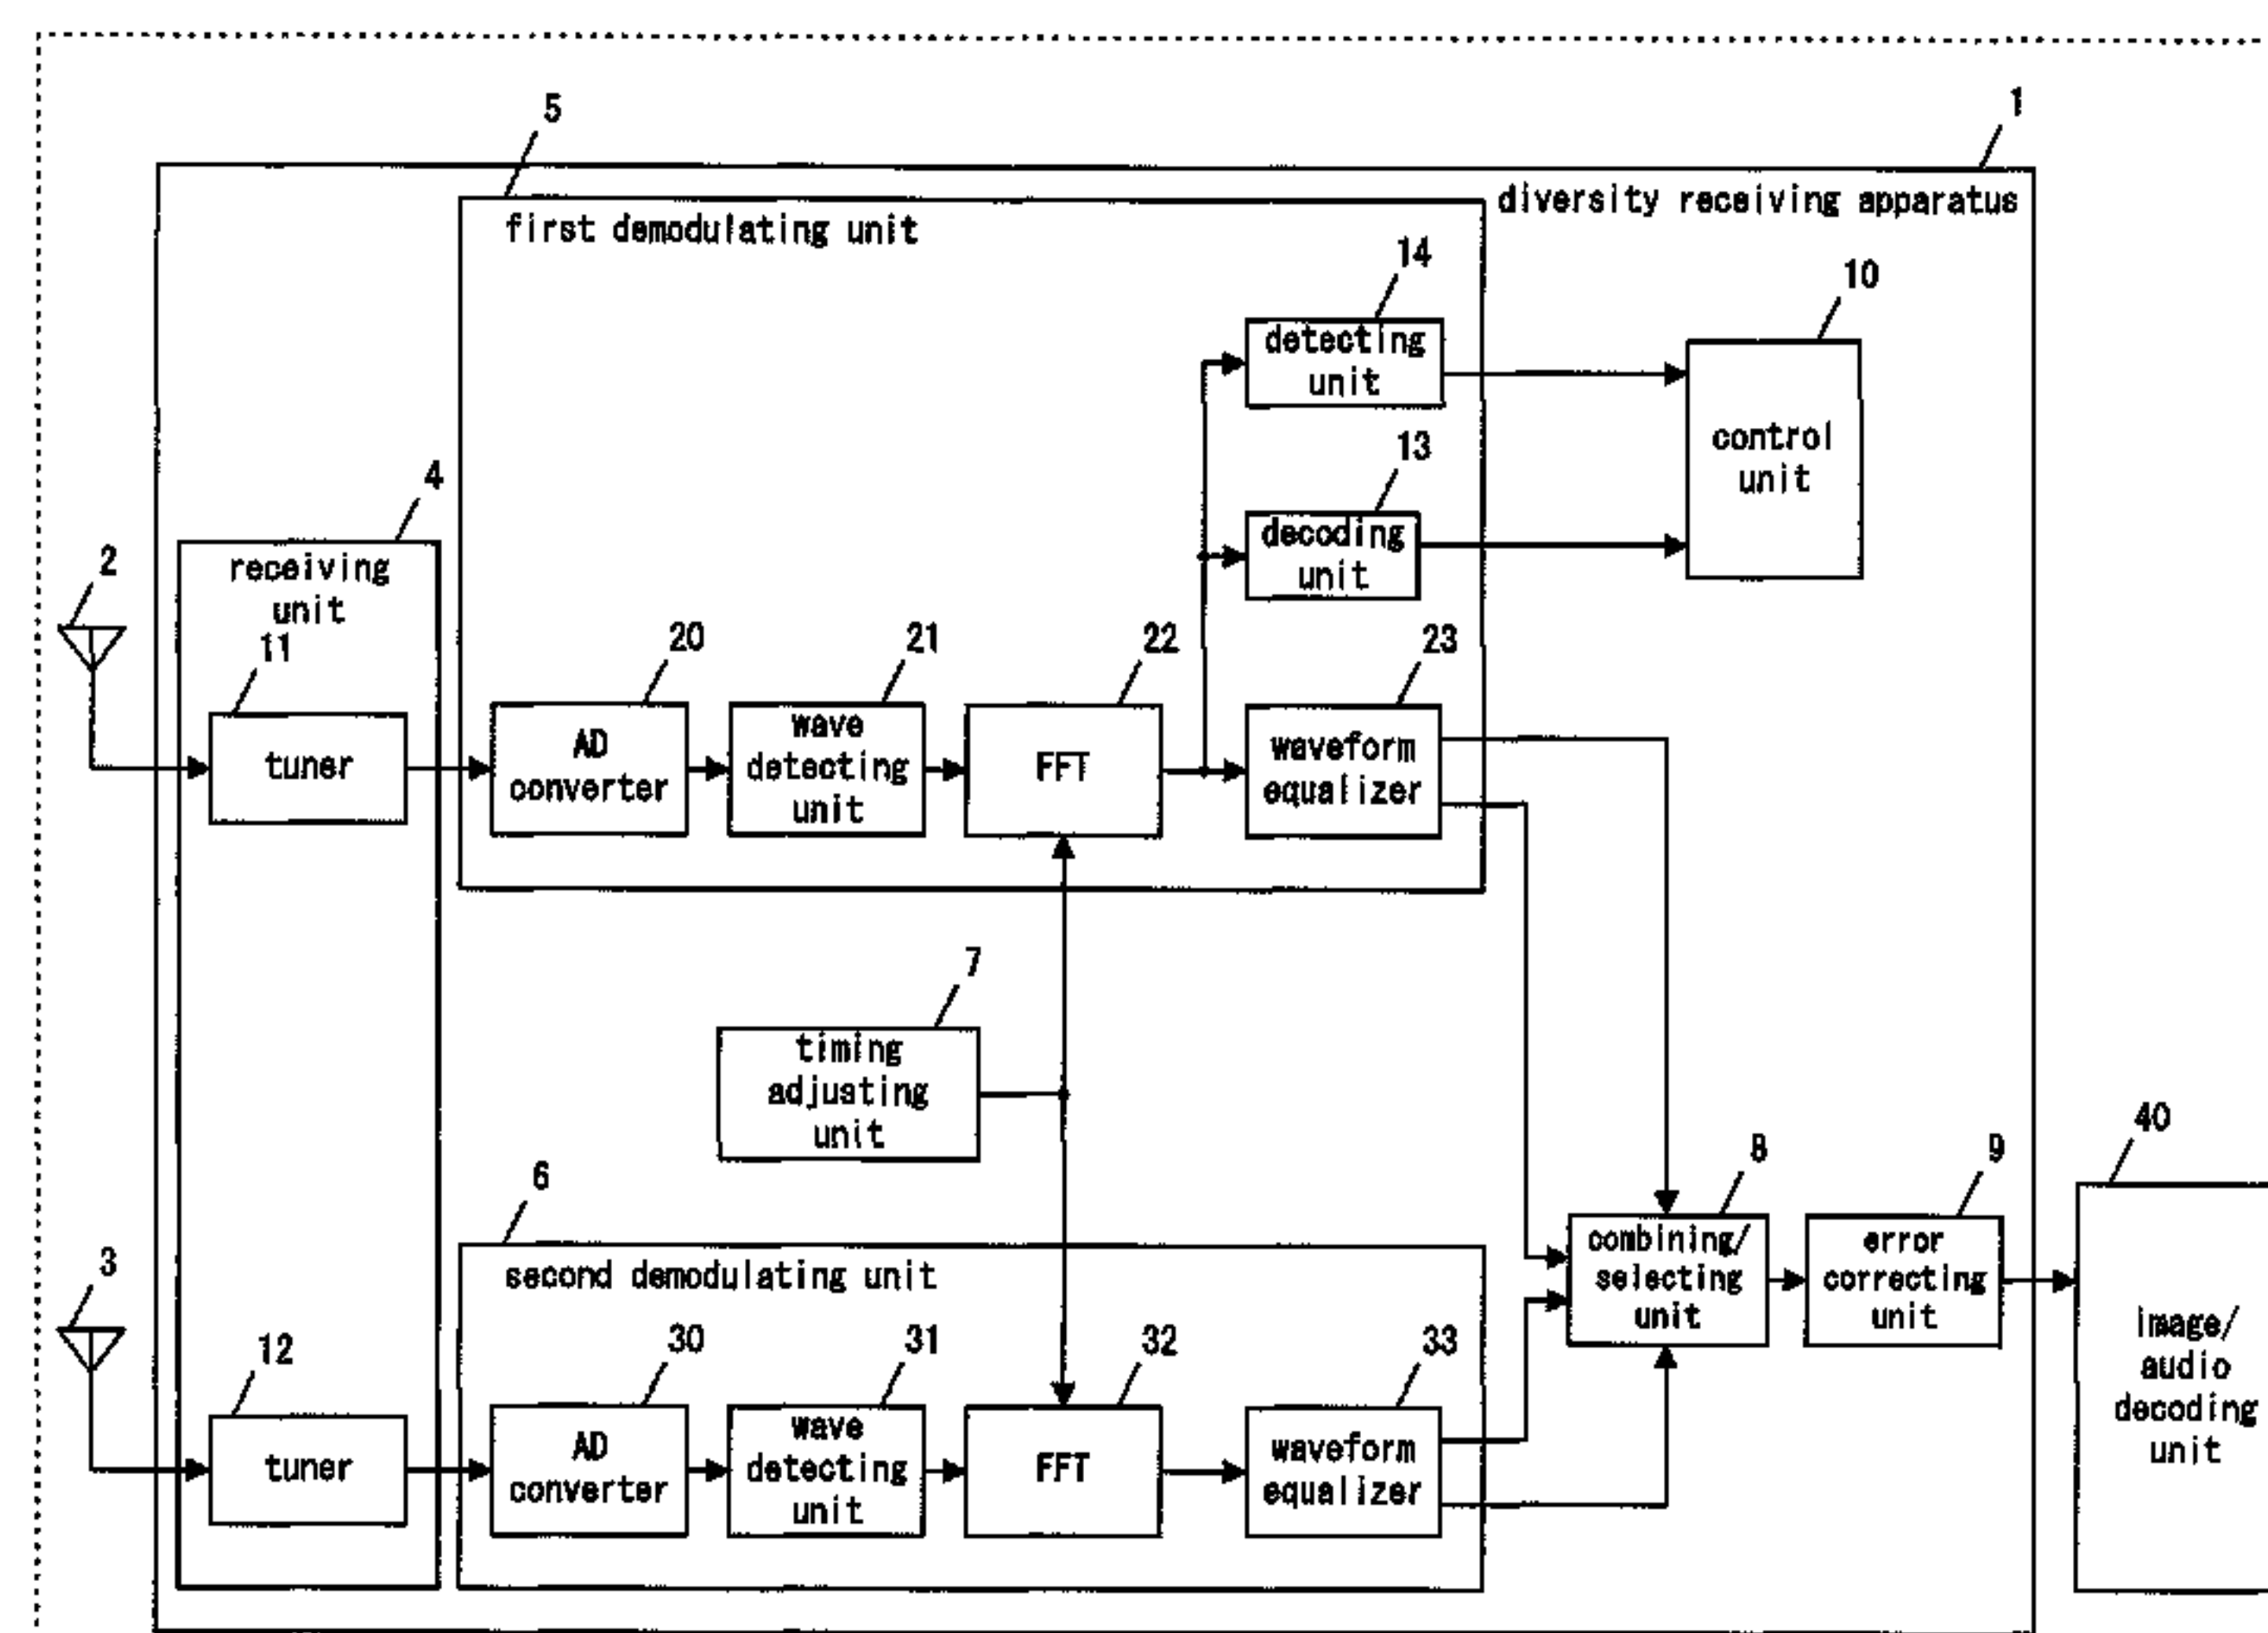 5
1
diversity receiving apparatus
first demodulating unit
14
10
detecting
unit
control
unit
13
decoding
unit
4
receiving
unit
2
11
tuner
20
AD
converter
21
wave
detecting
unit
22
FFT
23
waveform
equalizer
7
timing
adjusting
unit
6
second demodulating unit
8
combining/
selecting
unit
9
error
correcting
unit
40
image/
audio
decoding
unit
3
12
tuner
30
AD
converter
31
wave
detecting
unit
32
FFT
33
waveform
equalizer